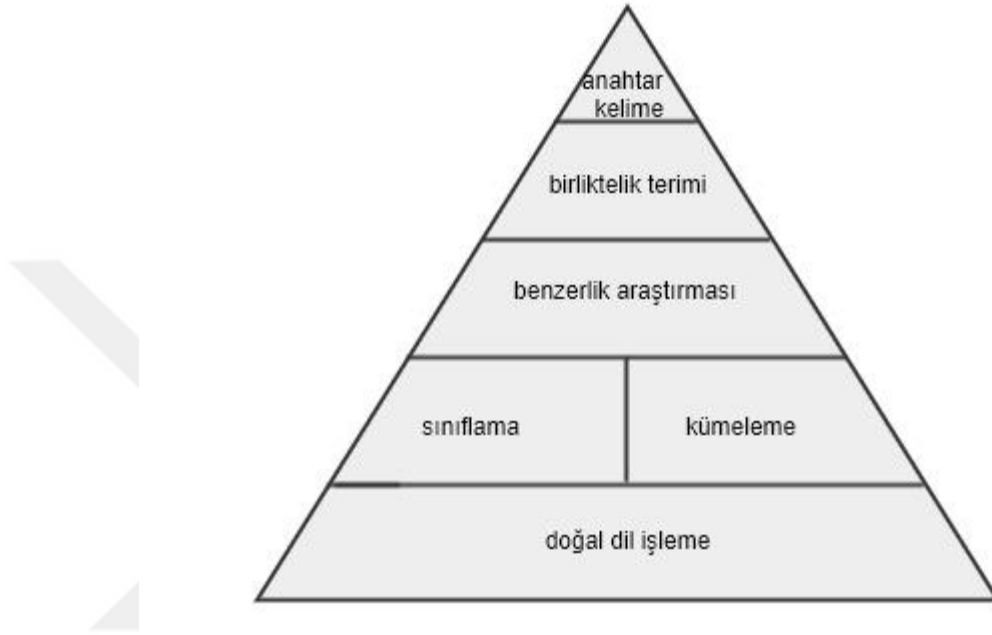 anahtar
kelime
birliktelik terimi
benzerlik araştırması
sınıflama
kümeleme
doğal dil işleme